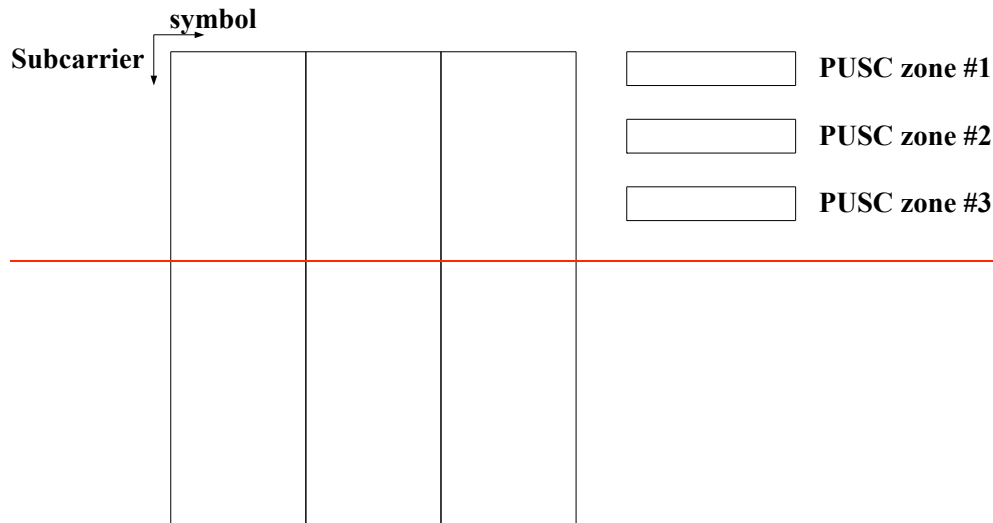 symbol
Subcarrier
PUSC zone #1
PUSC zone #2
PUSC zone #3